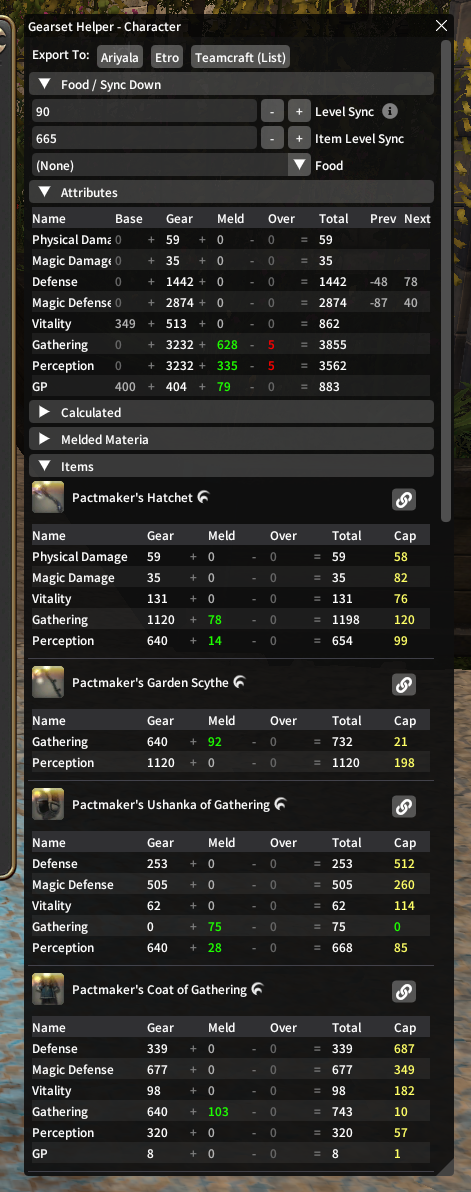 Gearset Helper - Character
Export To: Ariyala Etro Teamcraft (List)
Food / Sync Down
90 - + Level Sync
665 - + Item Level Sync
(None) Food
Attributes
Name Base Gear Meld Over Total Prev Next
Physical Dama 0 + 59 + 0 - 0 = 59
Magic Damage 0 + 35 + 0 - 0 = 35
Defense 0 + 1442 + 0 - 0 = 1442 -48 78
Magic Defense 0 + 2874 + 0 - 0 = 2874 -87 40
Vitality 349 + 513 + 0 - 0 = 862
Gathering 0 + 3232 + 628 - 5 = 3855
Perception 0 + 3232 + 335 - 5 = 3562
GP 400 + 404 + 79 - 0 = 883
Calculated
Melded Materia
Items
Pactmaker's Hatchet
Name Gear Meld Over Total Cap
Physical Damage 59 + 0 - 0 = 59 58
Magic Damage 35 + 0 - 0 = 35 82
Vitality 131 + 0 - 0 = 131 76
Gathering 1120 + 78 - 0 = 1198 120
Perception 640 + 14 - 0 = 654 99
Pactmaker's Garden Scythe
Name Gear Meld Over Total Cap
Gathering 640 + 92 - 0 = 732 21
Perception 1120 + 0 - 0 = 1120 198
Pactmaker's Ushanka of Gathering
Name Gear Meld Over Total Cap
Defense 253 + 0 - 0 = 253 512
Magic Defense 505 + 0 - 0 = 505 260
Vitality 62 + 0 - 0 = 62 114
Gathering 0 + 75 - 0 = 75 0
Perception 640 + 28 - 0 = 668 85
Pactmaker's Coat of Gathering
Name Gear Meld Over Total Cap
Defense 339 + 0 - 0 = 339 687
Magic Defense 677 + 0 - 0 = 677 349
Vitality 98 + 0 - 0 = 98 182
Gathering 640 + 103 - 0 = 743 10
Perception 320 + 0 - 0 = 320 57
GP 8 + 0 - 0 = 8 1